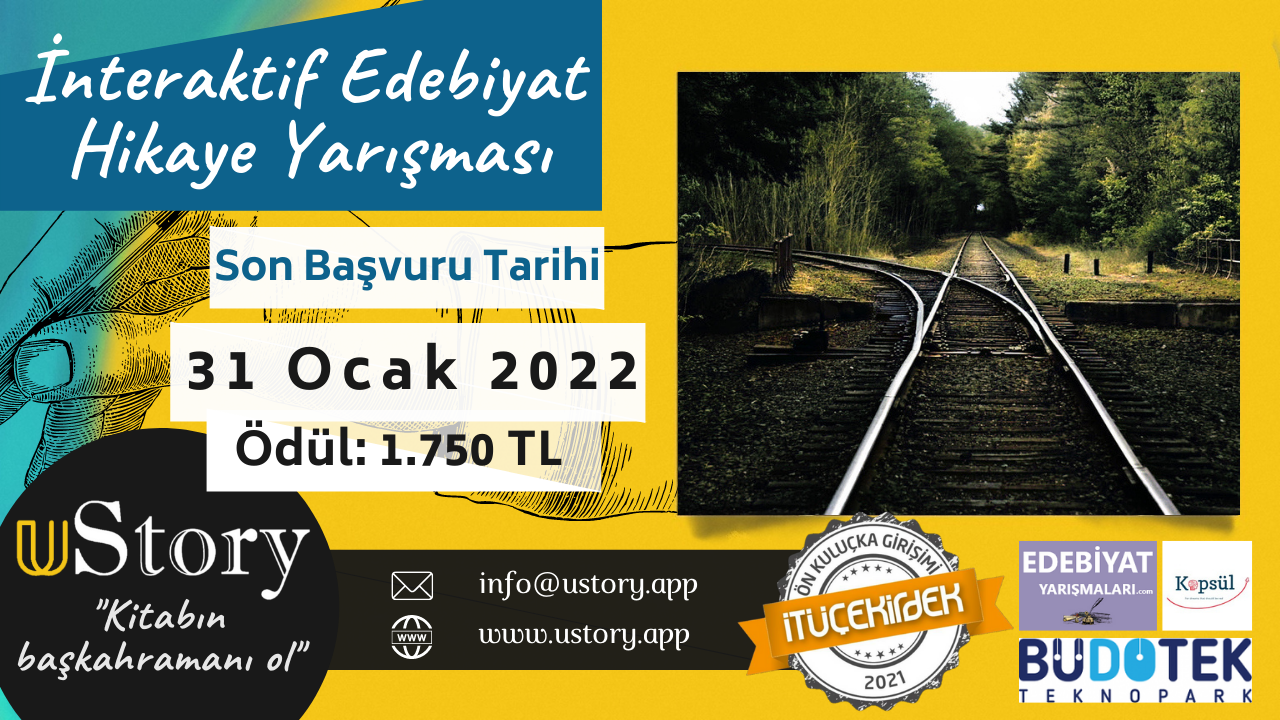 İnteraktif Edebiyat
Hikaye Yarışması
Son Başvuru Tarihi
31 Ocak 2022
Ödül: 1.750 TL
uStory
"Kitabın
başkahramanı ol"
info@ustory.app
www
www.ustory.app
ÖN KULUÇKA GİRİŞİMİ
İTÜÇEKİRDEK
2021
EDEBİYAT
YARIŞMALARI.com
Kapsül
BUDOTEK
TEKNOPARK